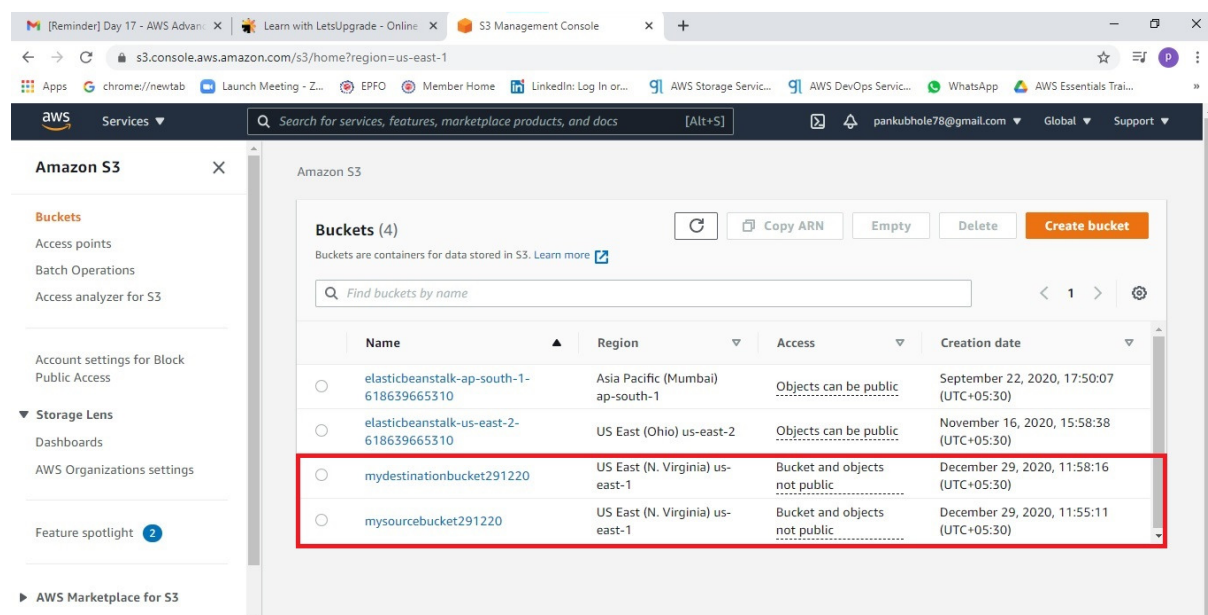 [Reminder] Day 17 - AWS Advanc
Learn with LetsUpgrade - Online
S3 Management Console
s3.console.aws.amazon.com/s3/home?region=us-east-1
P
Apps
chrome://newtab
Launch Meeting - Z...
EPFO
Member Home
LinkedIn: Log In or...
AWS Storage Servic...
AWS DevOps Servic...
WhatsApp
AWS Essentials Trai...
aws
Services
Search for services, features, marketplace products, and docs
[Alt+S]
pankubhole78@gmail.com
Global
Support
Amazon S3
Buckets
Access points
Batch Operations
Access analyzer for S3
Account settings for Block
Public Access
Storage Lens
Dashboards
AWS Organizations settings
Feature spotlight 2
AWS Marketplace for S3
Amazon S3
Buckets (4)
Buckets are containers for data stored in S3. Learn more
Copy ARN
Empty
Delete
Create bucket
Find buckets by name
1
Name
Region
Access
Creation date
elasticbeanstalk-ap-south-1-
618639665310
Asia Pacific (Mumbai)
ap-south-1
Objects can be public
September 22, 2020, 17:50:07
(UTC+05:30)
elasticbeanstalk-us-east-2-
618639665310
US East (Ohio) us-east-2
Objects can be public
November 16, 2020, 15:58:38
(UTC+05:30)
mydestinationbucket291220
US East (N. Virginia) us-
east-1
Bucket and objects
not public
December 29, 2020, 11:58:16
(UTC+05:30)
mysourcebucket291220
US East (N. Virginia) us-
east-1
Bucket and objects
not public
December 29, 2020, 11:55:11
(UTC+05:30)